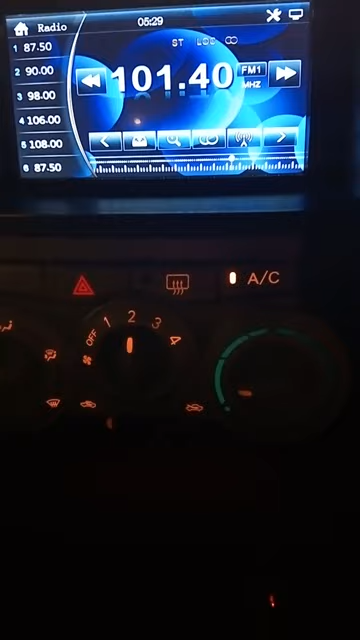 Radio 05:29
ST LOC
1 87.50
2 90.00
3 98.00
4 106.00
5 108.00
6 87.50
101.40 FM1
MHZ
A/C
OFF 1 2 3 4